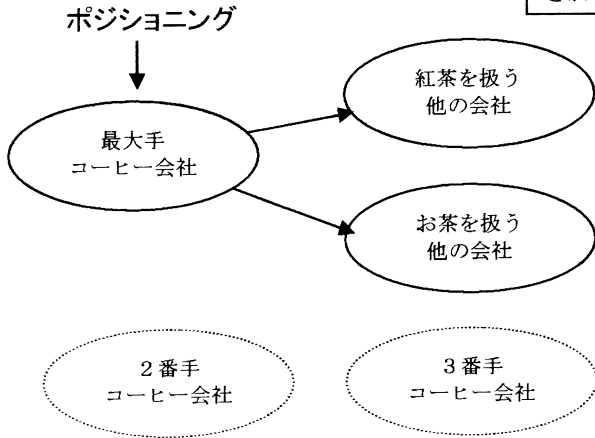 ポジショニング
最大手
コーヒー会社
紅茶を扱う
他の会社
お茶を扱う
他の会社
２番手
コーヒー会社
３番手
コーヒー会社